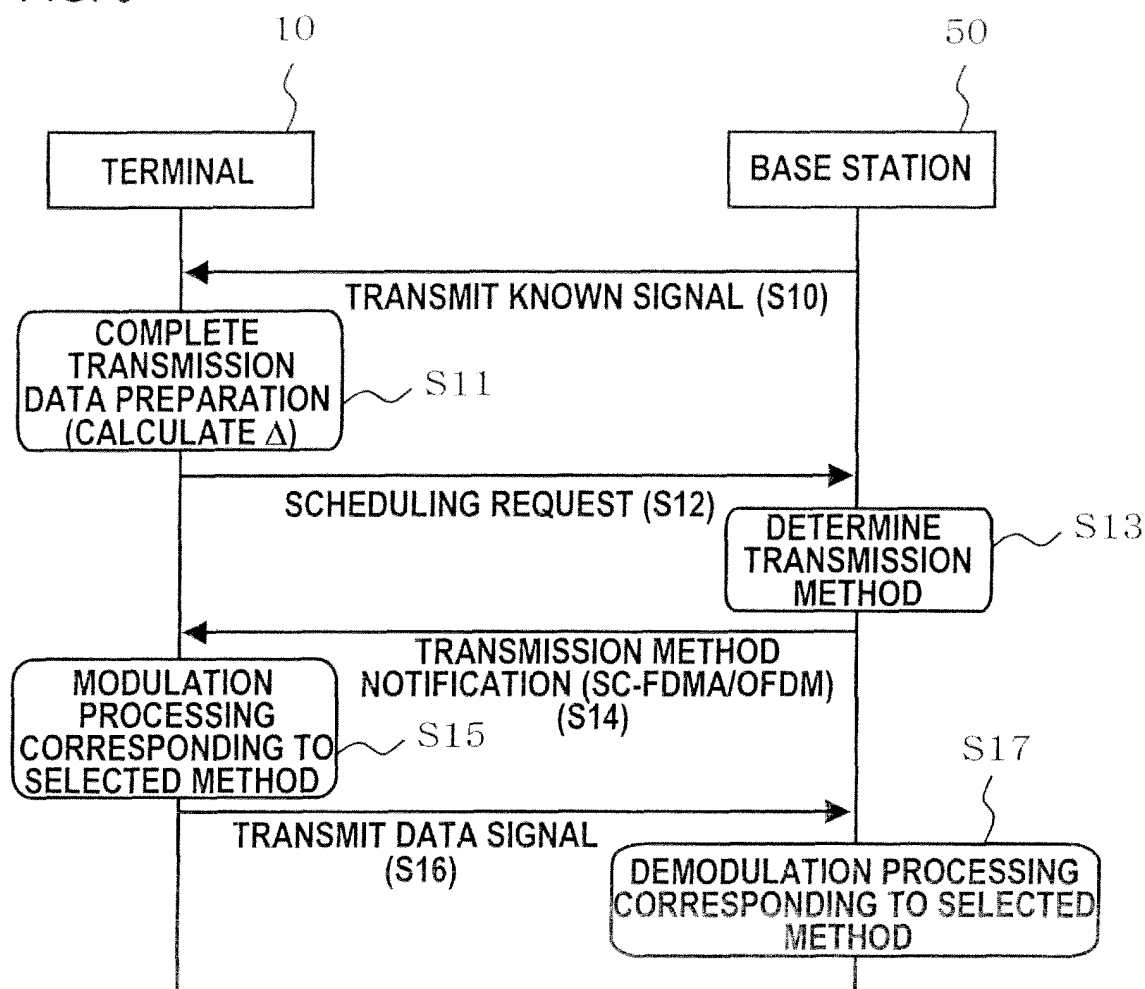 10
50
TERMINAL
BASE STATION
TRANSMIT KNOWN SIGNAL (S10)
COMPLETE
TRANSMISSION
DATA PREPARATION
(CALCULATE Δ)
S11
SCHEDULING REQUEST (S12)
DETERMINE
TRANSMISSION
METHOD
S13
TRANSMISSION METHOD
NOTIFICATION (SC-FDMA/OFDM)
(S14)
MODULATION
PROCESSING
CORRESPONDING TO
SELECTED METHOD
S15
S17
TRANSMIT DATA SIGNAL
(S16)
DEMODULATION PROCESSING
CORRESPONDING TO SELECTED
METHOD